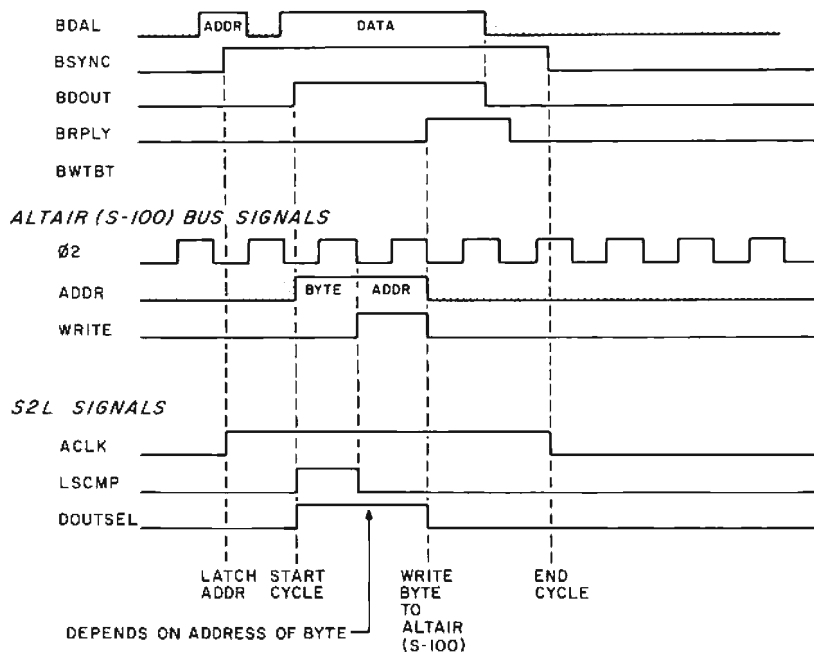 BDAL ADDR DATA
BSYNC
BDOUT
BRPLY
BWTBT
ALTAIR (S-100) BUS SIGNALS
Ø2
ADDR BYTE ADDR
WRITE
S2L SIGNALS
ACLK
LSCMP
DOUTSEL
LATCH ADDR
START CYCLE
WRITE BYTE TO ALTAIR (S-100)
END CYCLE
DEPENDS ON ADDRESS OF BYTE